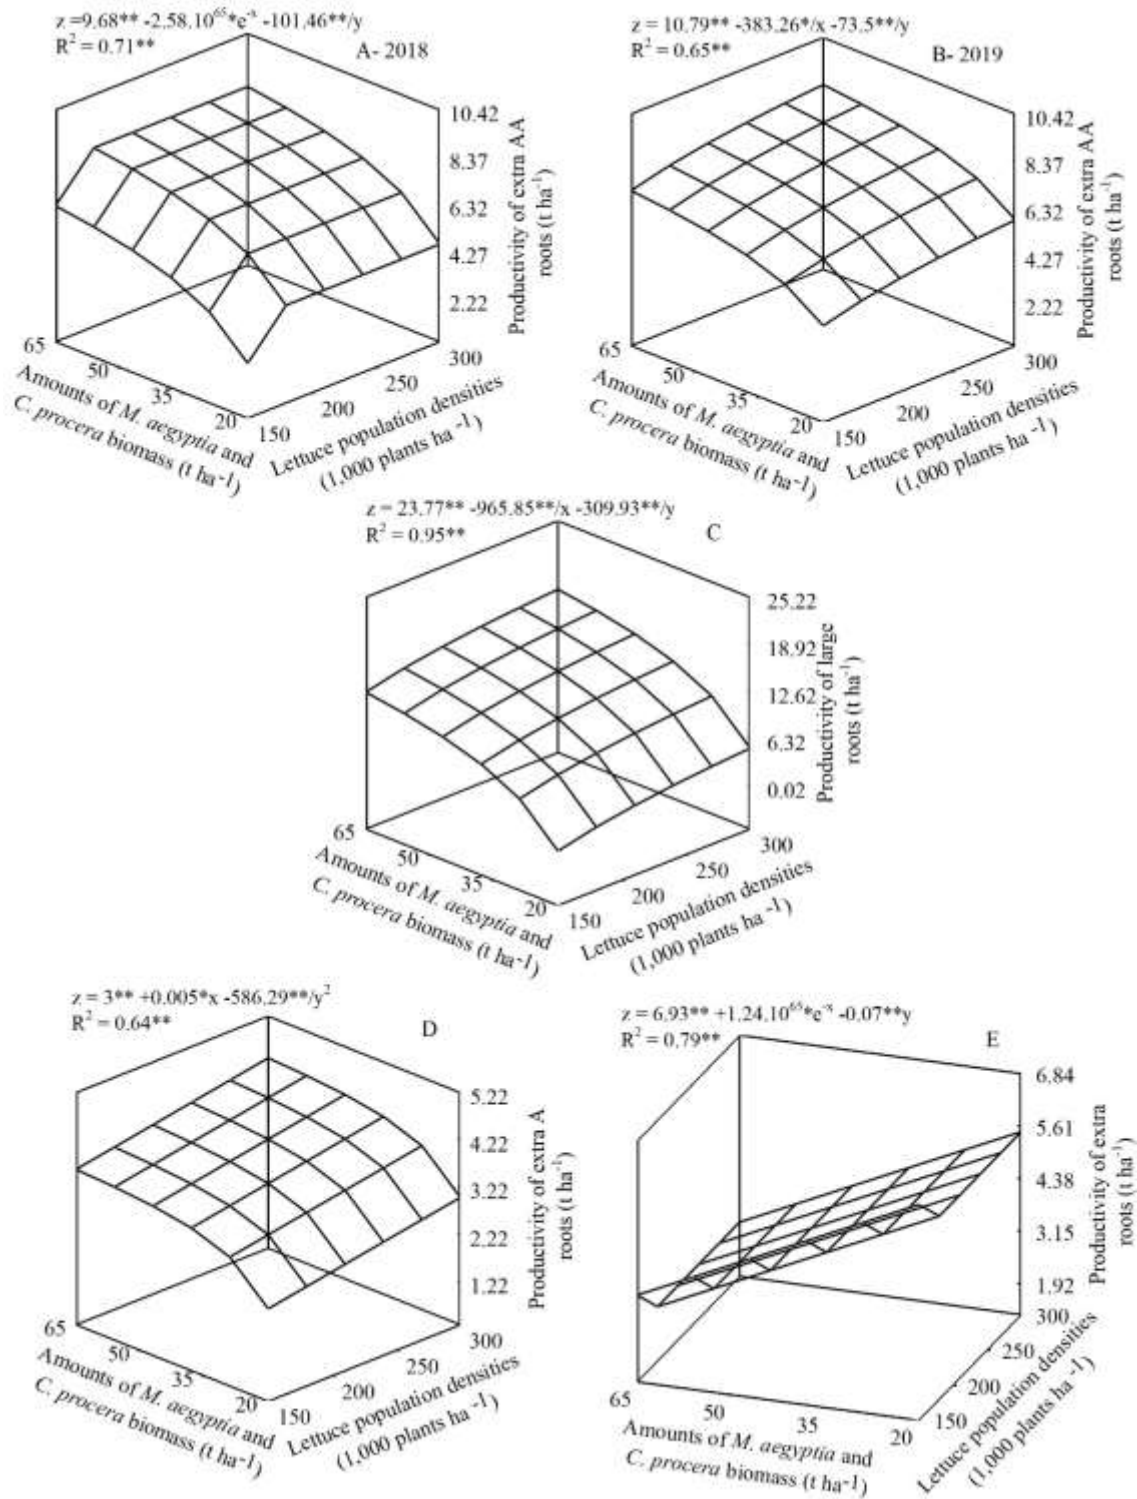 z =9.68** -2.58.10^65*e^-x -101.46**/y
R² = 0.71**
A- 2018
10.42
8.37
6.32
4.27
2.22
Productivity of extra AA
roots (t ha⁻¹)
65
50
35
20
150
200
250
300
Amounts of M. aegyptia and
C. procera biomass (t ha⁻¹)
Lettuce population densities
(1,000 plants ha ⁻¹)
z = 10.79** -383.26*/x -73.5**/y
R² = 0.65**
B- 2019
10.42
8.37
6.32
4.27
2.22
Productivity of extra AA
roots (t ha⁻¹)
65
50
35
20
150
200
250
300
Amounts of M. aegyptia and
C. procera biomass (t ha⁻¹)
Lettuce population densities
(1,000 plants ha ⁻¹)
z = 23.77** -965.85**/x -309.93**/y
R² = 0.95**
C
25.22
18.92
12.62
6.32
0.02
Productivity of large
roots (t ha⁻¹)
65
50
35
20
150
200
250
300
Amounts of M. aegyptia and
C. procera biomass (t ha⁻¹)
Lettuce population densities
(1,000 plants ha ⁻¹)
z = 3** +0.005*x -586.29**/y²
R² = 0.64**
D
5.22
4.22
3.22
2.22
1.22
Productivity of extra A
roots (t ha⁻¹)
65
50
35
20
150
200
250
300
Amounts of M. aegyptia and
C. procera biomass (t ha⁻¹)
Lettuce population densities
(1,000 plants ha ⁻¹)
z = 6.93** +1.24.10^65*e^-x -0.07**y
R² = 0.79**
E
6.84
5.61
4.38
3.15
1.92
Productivity of extra
roots (t ha⁻¹)
65
50
35
20
150
200
250
300
Amounts of M. aegyptia and
C. procera biomass (t ha⁻¹)
Lettuce population densities
(1,000 plants ha ⁻¹)